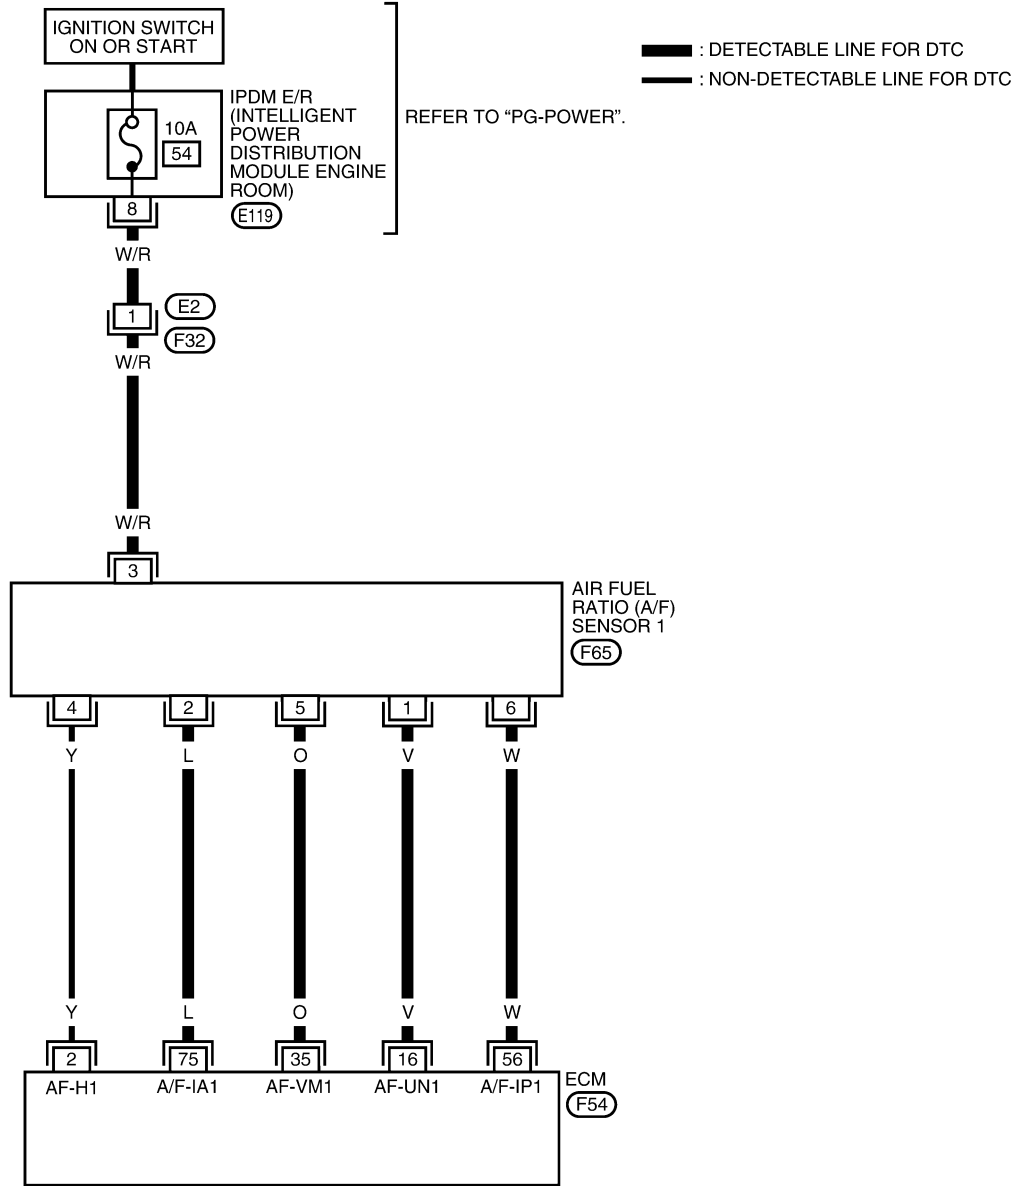 IGNITION SWITCH
ON OR START
: DETECTABLE LINE FOR DTC
: NON-DETECTABLE LINE FOR DTC
IPDM E/R
(INTELLIGENT
POWER
DISTRIBUTION
MODULE ENGINE
ROOM)
E119
REFER TO “PG-POWER”.
10A
54
8
W/R
1
E2
F32
W/R
W/R
3
AIR FUEL
RATIO (A/F)
SENSOR 1
F65
4 2 5 1 6
Y L O V W
Y L O V W
2 75 35 16 56
AF-H1 A/F-IA1 AF-VM1 AF-UN1 A/F-IP1
ECM
F54